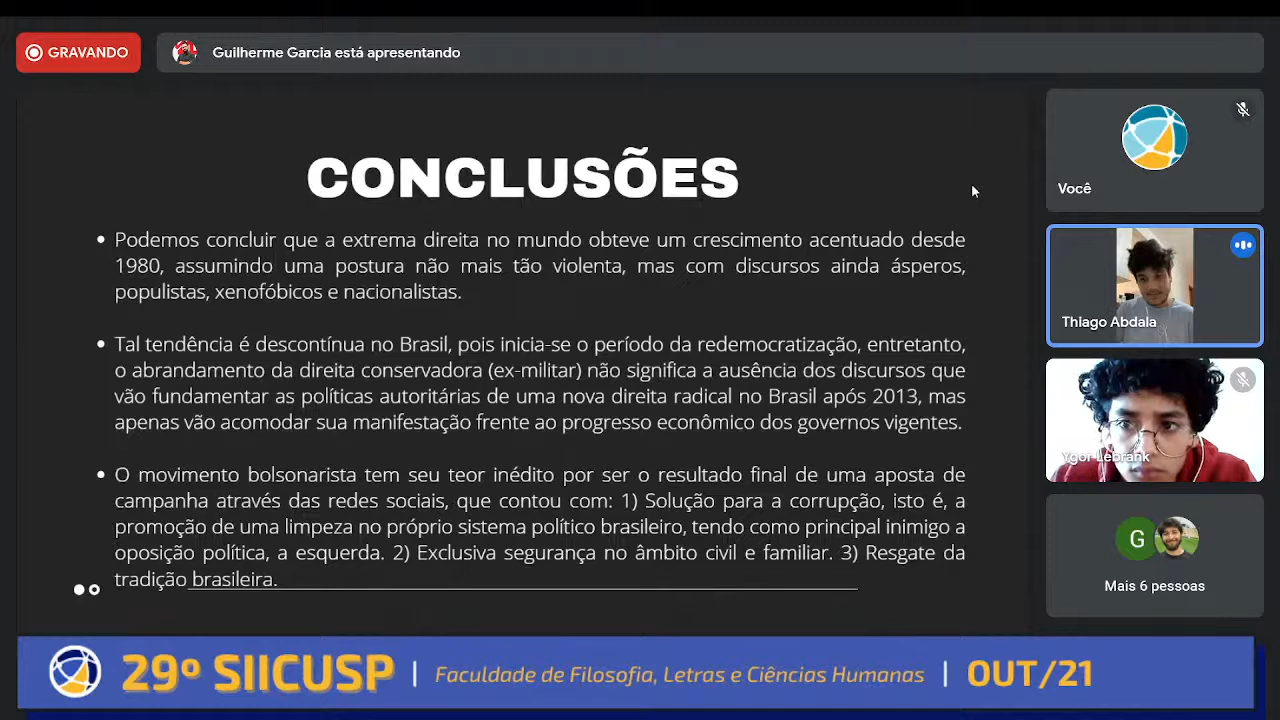 GRAVANDO
Guilherme Garcia está apresentando
CONCLUSÕES
• Podemos concluir que a extrema direita no mundo obteve um crescimento acentuado desde
1980, assumindo uma postura não mais tão violenta, mas com discursos ainda ásperos,
populistas, xenofóbicos e nacionalistas.
• Tal tendência é descontínua no Brasil, pois inicia-se o período da redemocratização, entretanto,
o abrandamento da direita conservadora (ex-militar) não significa a ausência dos discursos que
vão fundamentar as políticas autoritárias de uma nova direita radical no Brasil após 2013, mas
apenas vão acomodar sua manifestação frente ao progresso econômico dos governos vigentes.
• O movimento bolsonarista tem seu teor inédito por ser o resultado final de uma aposta de
campanha através das redes sociais, que contou com: 1) Solução para a corrupção, isto é, a
promoção de uma limpeza no próprio sistema político brasileiro, tendo como principal inimigo a
oposição política, a esquerda. 2) Exclusiva segurança no âmbito civil e familiar. 3) Resgate da
tradição brasileira.
Você
Thiago Abdala
Ygor Lebrank
G
Mais 6 pessoas
29º SIICUSP | Faculdade de Filosofia, Letras e Ciências Humanas | OUT/21